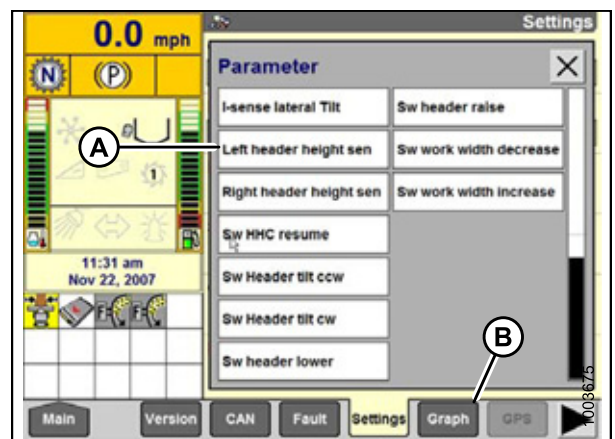 0.0 mph
Settings
N
(P)
Parameter
I-sense lateral Tilt
Sw header raise
A
Left header height sen
Sw work width decrease
1
Right header height sen
Sw work width increase
Sw HHC resume
11:31 am
Nov 22, 2007
Sw Header tilt ccw
F=
F=
Sw Header tilt cw
B
Sw header lower
Main
Version
CAN
Fault
Settings
Graph
GPS
1003675